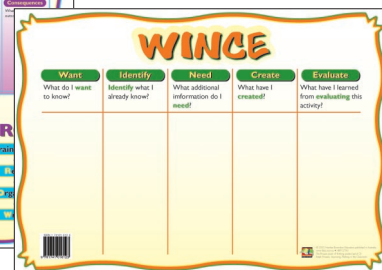 Consequences
WINCE
Want
Identify
Need
Create
Evaluate
What do I want
to know?
Identify what I
already know?
What additional
information do I
need?
What have I
created?
What have I learned
from evaluating this
activity?
R